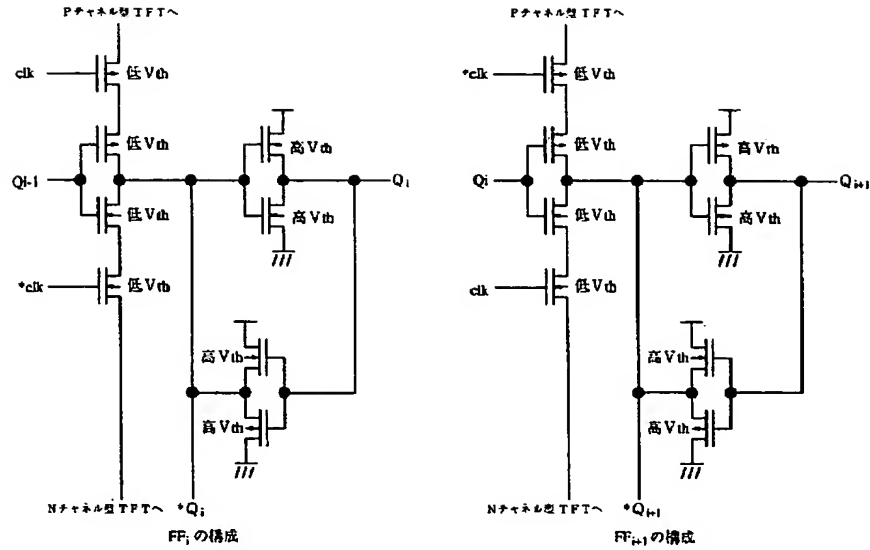 Pチャネル型TFTへ
clk
低Vth
低Vth
Qi-1
低Vth
*clk
低Vth
高Vth
高Vth
Qi
高Vth
高Vth
Nチャネル型TFTへ
*Qi
FFiの構成
Pチャネル型TFTへ
*clk
低Vth
低Vth
Qi
低Vth
clk
低Vth
高Vth
高Vth
Qi+1
高Vth
高Vth
Nチャネル型TFTへ
*Qi+1
FFi+1の構成